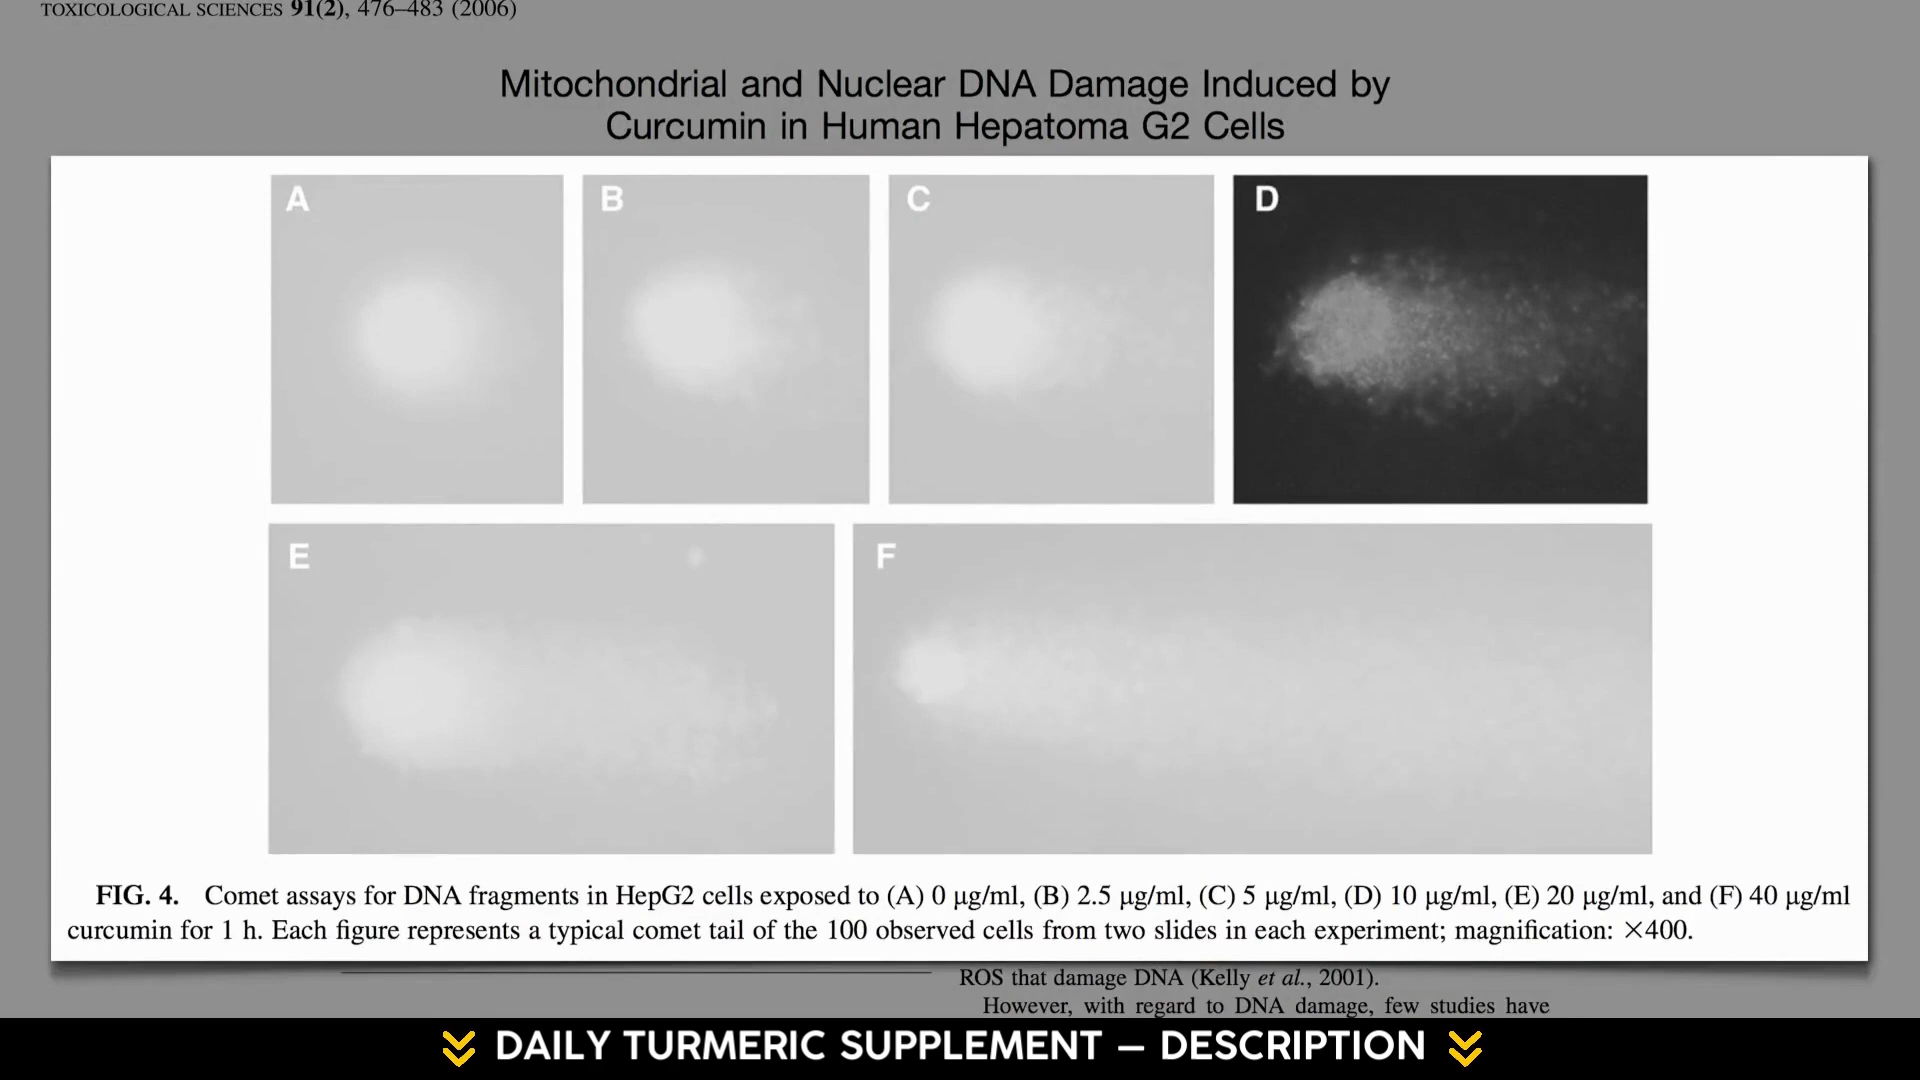 TOXICOLOGICAL SCIENCES 91(2), 476–483 (2006)
Mitochondrial and Nuclear DNA Damage Induced by
Curcumin in Human Hepatoma G2 Cells
A
B
C
D
E
F
FIG. 4. Comet assays for DNA fragments in HepG2 cells exposed to (A) 0 μg/ml, (B) 2.5 μg/ml, (C) 5 μg/ml, (D) 10 μg/ml, (E) 20 μg/ml, and (F) 40 μg/ml
curcumin for 1 h. Each figure represents a typical comet tail of the 100 observed cells from two slides in each experiment; magnification: ×400.
ROS that damage DNA (Kelly et al., 2001).
However, with regard to DNA damage, few studies have
DAILY TURMERIC SUPPLEMENT – DESCRIPTION